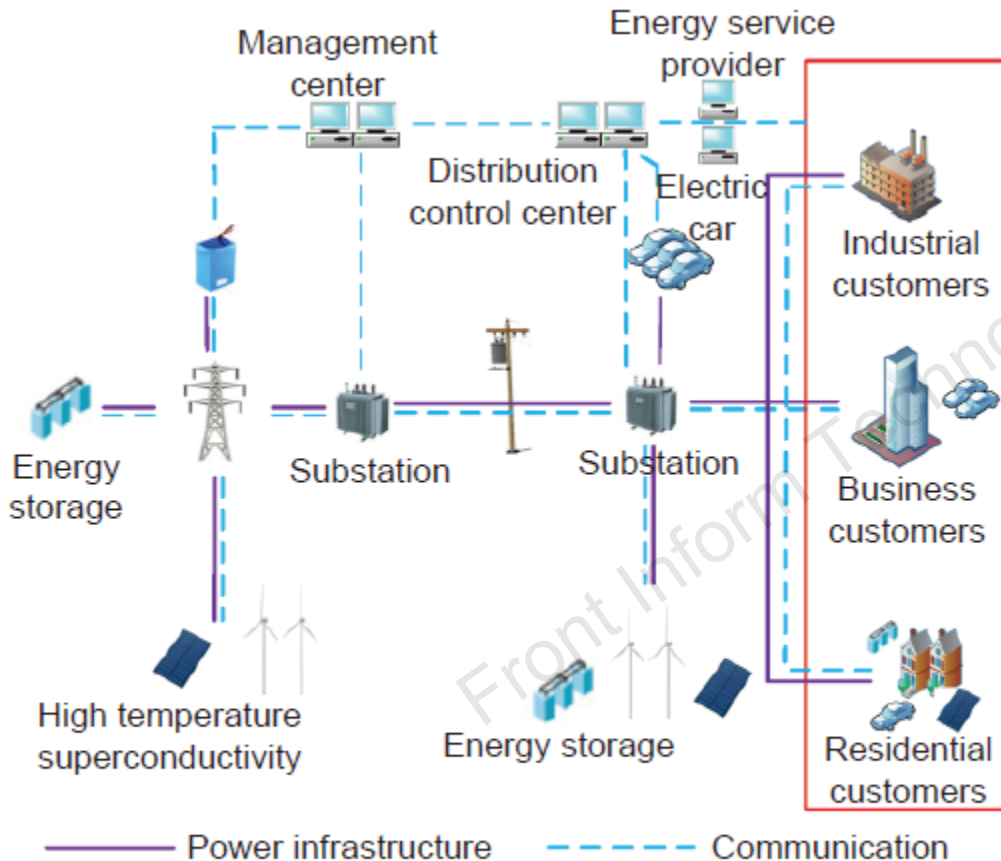 Management
center
Energy service
provider
Distribution
control center
Electric
car
Industrial
customers
Energy
storage
Substation
Substation
Business
customers
High temperature
superconductivity
Energy storage
Residential
customers
Power infrastructure
Communication
Front Inform Techno